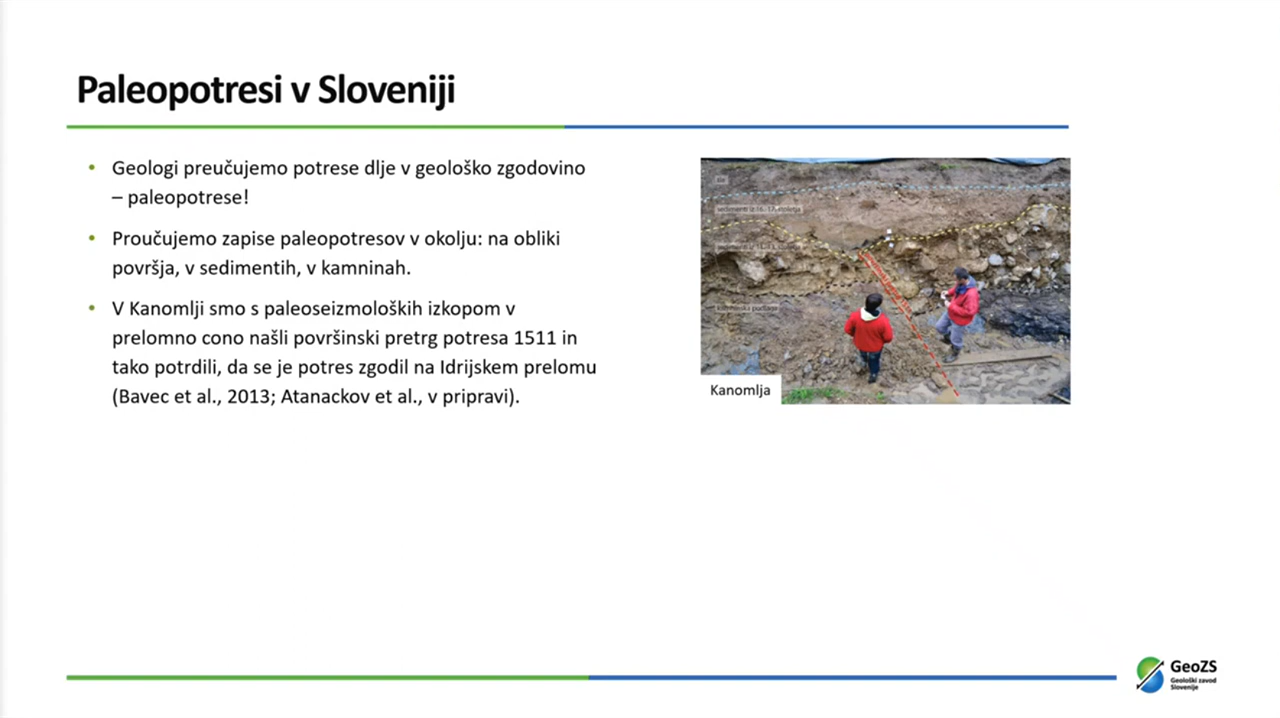 Paleopotresi v Sloveniji
• Geologi preučujemo potrese dlje v geološko zgodovino
– paleopotrese!
• Proučujemo zapise paleopotresov v okolju: na obliki
površja, v sedimentih, v kamninah.
• V Kanomlji smo s paleoseizmoloških izkopom v
prelomno cono našli površinski pretrg potresa 1511 in
tako potrdili, da se je potres zgodil na Idrijskem prelomu
(Bavec et al., 2013; Atanackov et al., v pripravi).
Kanomlja
GeoZS
Geološki zavod
Slovenije